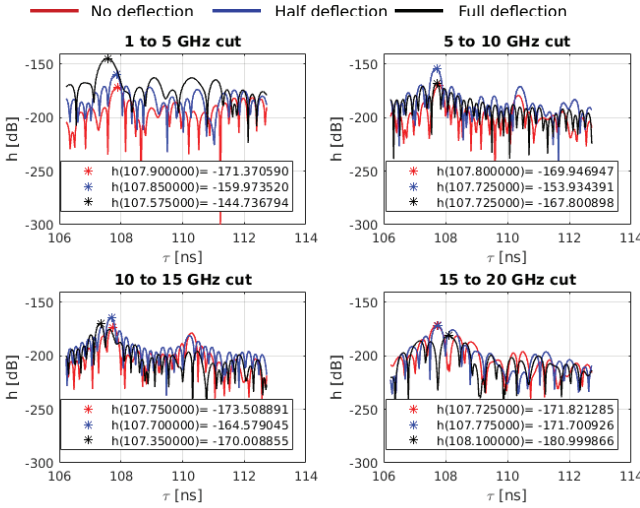 No deflection Half deflection Full deflection
1 to 5 GHz cut
h [dB]
-150
-200
-250
-300
h(107.900000)= -171.370590
h(107.850000)= -159.973520
h(107.575000)= -144.736794
106 108 110 112 114
τ [ns]
5 to 10 GHz cut
h [dB]
-150
-200
-250
-300
h(107.800000)= -169.946947
h(107.725000)= -153.934391
h(107.725000)= -167.800898
106 108 110 112 114
τ [ns]
10 to 15 GHz cut
h [dB]
-150
-200
-250
-300
h(107.750000)= -173.508891
h(107.700000)= -164.579045
h(107.350000)= -170.008855
106 108 110 112 114
τ [ns]
15 to 20 GHz cut
h [dB]
-150
-200
-250
-300
h(107.725000)= -171.821285
h(107.775000)= -171.700926
h(108.100000)= -180.999866
106 108 110 112 114
τ [ns]